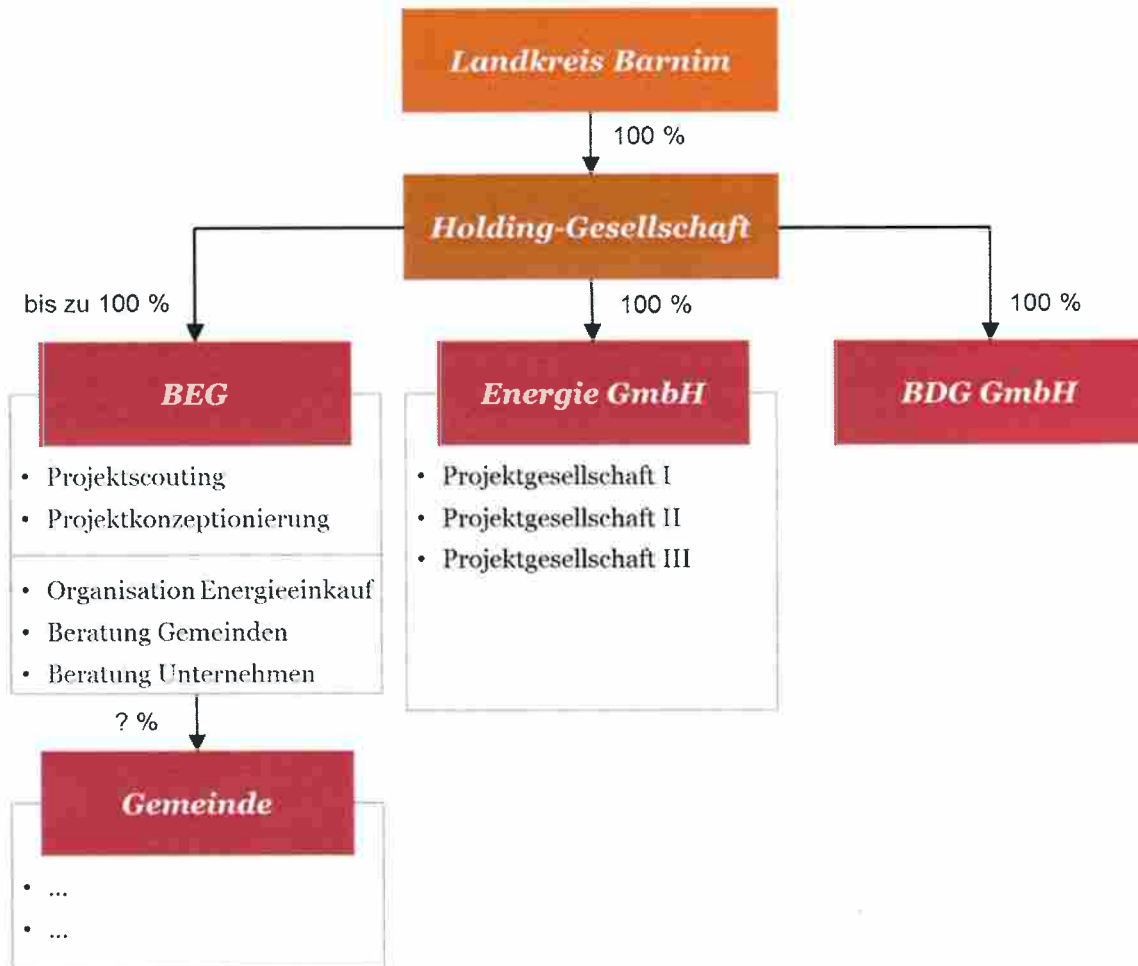 Landkreis Barnim
100 %
Holding-Gesellschaft
bis zu 100 %
100 %
100 %
BEG
Energie GmbH
BDG GmbH
• Projektscouting
• Projektkonzeptionierung
• Organisation Energieeinkauf
• Beratung Gemeinden
• Beratung Unternehmen
• Projektgesellschaft I
• Projektgesellschaft II
• Projektgesellschaft III
? %
Gemeinde
• ...
• ...